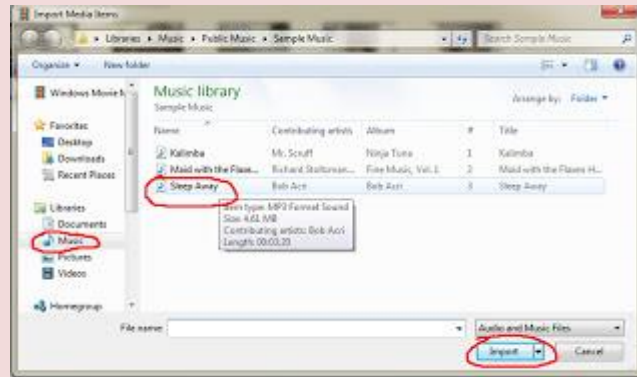 Import Media Items
Libraries ▸ Music ▸ Public Music ▸ Sample Music
Search Sample Music
Organize New folder
Windows Movie
Music library
Sample Music
Arrange by: Folder
Favorites
Desktop
Downloads
Recent Places
Name Contributing artists Album # Title
Kalimba Mr. Scruff Ninja Tuna 1 Kalimba
Maid with the Flaxe... Richard Stoltzman... Fine Music, Vol. 1 2 Maid with the Flaxen H...
Sleep Away Bob Acri Bob Acri 3 Sleep Away
Item type: MP3 Format Sound
Size: 4.61 MB
Contributing artists: Bob Acri
Length: 00:03:20
Libraries
Documents
Music
Pictures
Videos
Homegroup
File name:
Audio and Music Files
Import Cancel